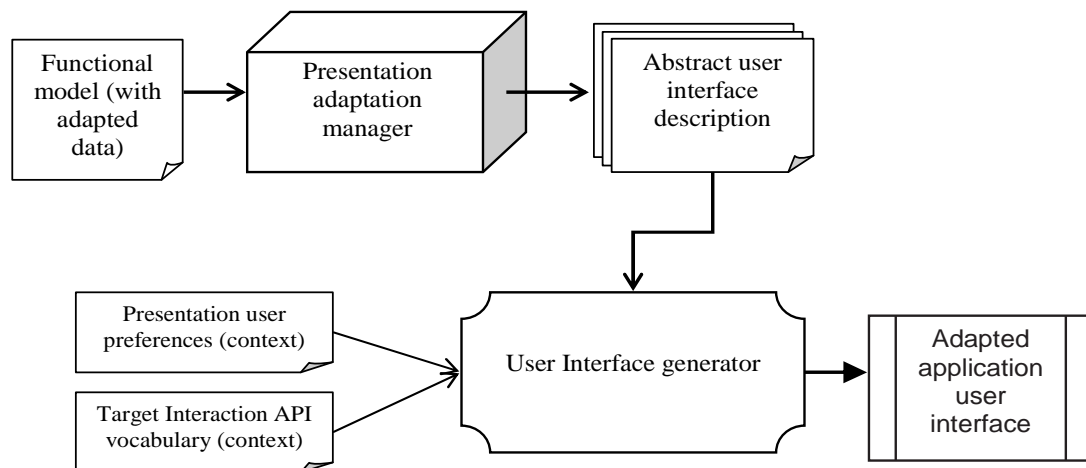 Functional
model (with
adapted
data)
Presentation
adaptation
manager
Abstract user
interface
description
Presentation user
preferences (context)
Target Interaction API
vocabulary (context)
User Interface generator
Adapted
application
user
interface